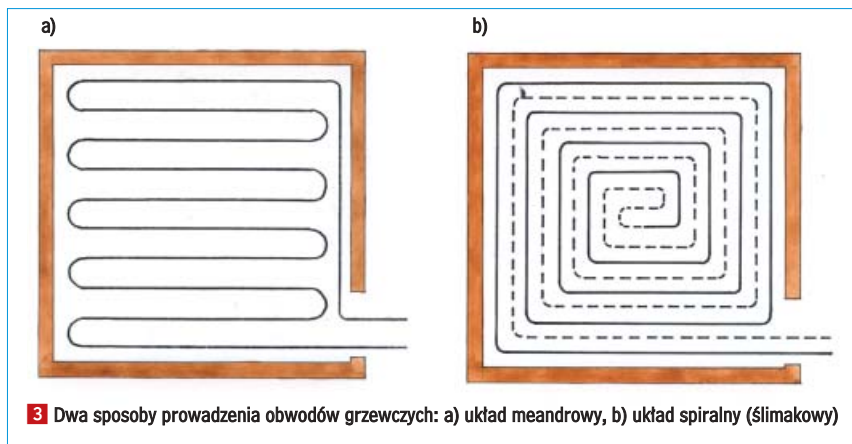 a)
b)
3 Dwa sposoby prowadzenia obwodów grzewczych: a) układ meandrowy, b) układ spiralny (ślimakowy)